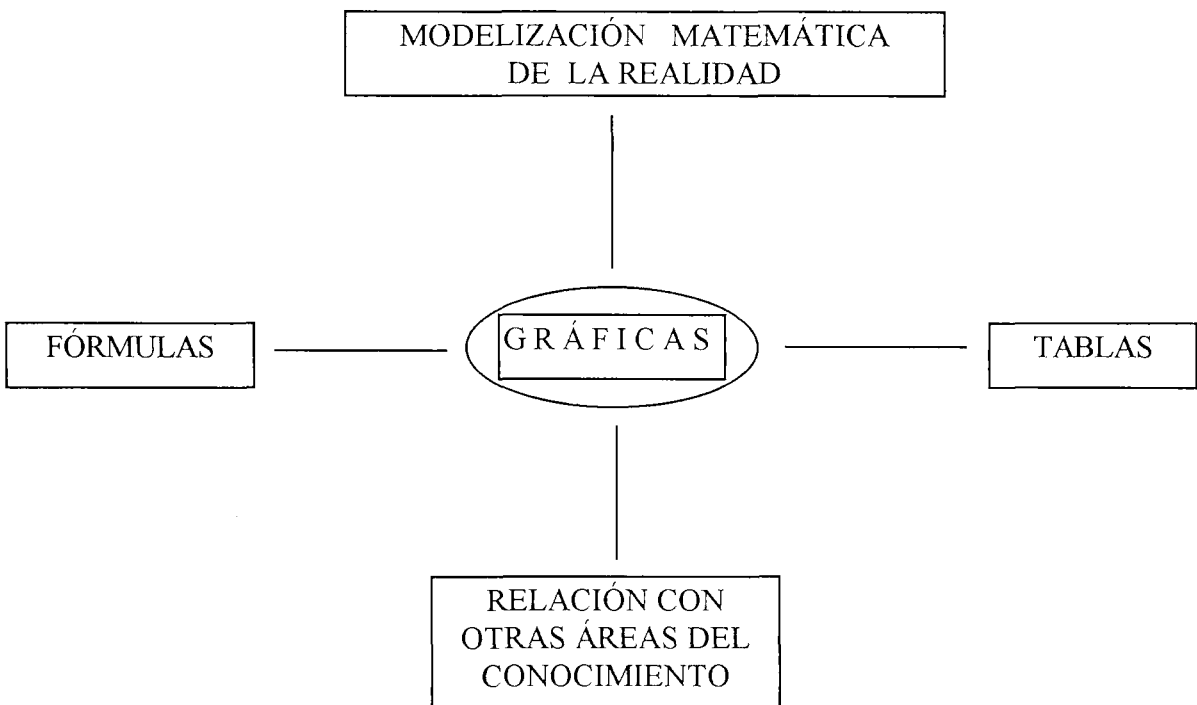 MODELIZACIÓN MATEMÁTICA
DE LA REALIDAD
FÓRMULAS
GRÁFICAS
TABLAS
RELACIÓN CON
OTRAS ÁREAS DEL
CONOCIMIENTO